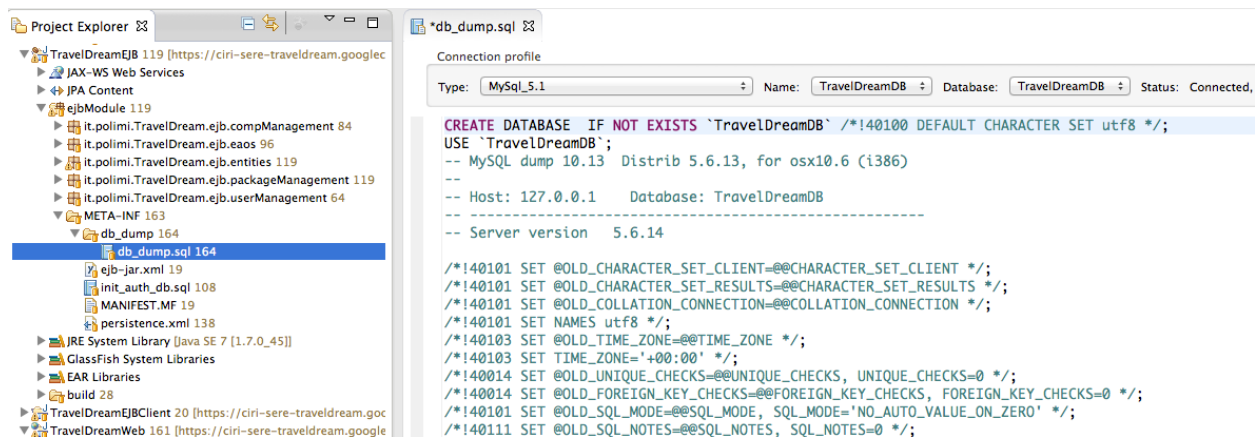 Project Explorer
TravelDreamEJB 119 [https://ciri-sere-traveldream.googlec
JAX-WS Web Services
JPA Content
ejbModule 119
it.polimi.TravelDream.ejb.compManagement 84
it.polimi.TravelDream.ejb.eaos 96
it.polimi.TravelDream.ejb.entities 119
it.polimi.TravelDream.ejb.packageManagement 119
it.polimi.TravelDream.ejb.userManagement 64
META-INF 163
db_dump 164
db_dump.sql 164
ejb-jar.xml 19
init_auth_db.sql 108
MANIFEST.MF 19
persistence.xml 138
JRE System Library [Java SE 7 [1.7.0_45]]
GlassFish System Libraries
EAR Libraries
build 28
TravelDreamEJBClient 20 [https://ciri-sere-traveldream.goc
TravelDreamWeb 161 [https://ciri-sere-traveldream.google
*db_dump.sql
Connection profile
Type: MySql_5.1 Name: TravelDreamDB Database: TravelDreamDB Status: Connected,
CREATE DATABASE  IF NOT EXISTS `TravelDreamDB` /*!40100 DEFAULT CHARACTER SET utf8 */;
USE `TravelDreamDB`;
-- MySQL dump 10.13  Distrib 5.6.13, for osx10.6 (i386)
--
-- Host: 127.0.0.1    Database: TravelDreamDB
-- ------------------------------------------------------
-- Server version   5.6.14
/*!40101 SET @OLD_CHARACTER_SET_CLIENT=@@CHARACTER_SET_CLIENT */;
/*!40101 SET @OLD_CHARACTER_SET_RESULTS=@@CHARACTER_SET_RESULTS */;
/*!40101 SET @OLD_COLLATION_CONNECTION=@@COLLATION_CONNECTION */;
/*!40101 SET NAMES utf8 */;
/*!40103 SET @OLD_TIME_ZONE=@@TIME_ZONE */;
/*!40103 SET TIME_ZONE='+00:00' */;
/*!40014 SET @OLD_UNIQUE_CHECKS=@@UNIQUE_CHECKS, UNIQUE_CHECKS=0 */;
/*!40014 SET @OLD_FOREIGN_KEY_CHECKS=@@FOREIGN_KEY_CHECKS, FOREIGN_KEY_CHECKS=0 */;
/*!40101 SET @OLD_SQL_MODE=@@SQL_MODE, SQL_MODE='NO_AUTO_VALUE_ON_ZERO' */;
/*!40111 SET @OLD_SQL_NOTES=@@SQL_NOTES, SQL_NOTES=0 */;